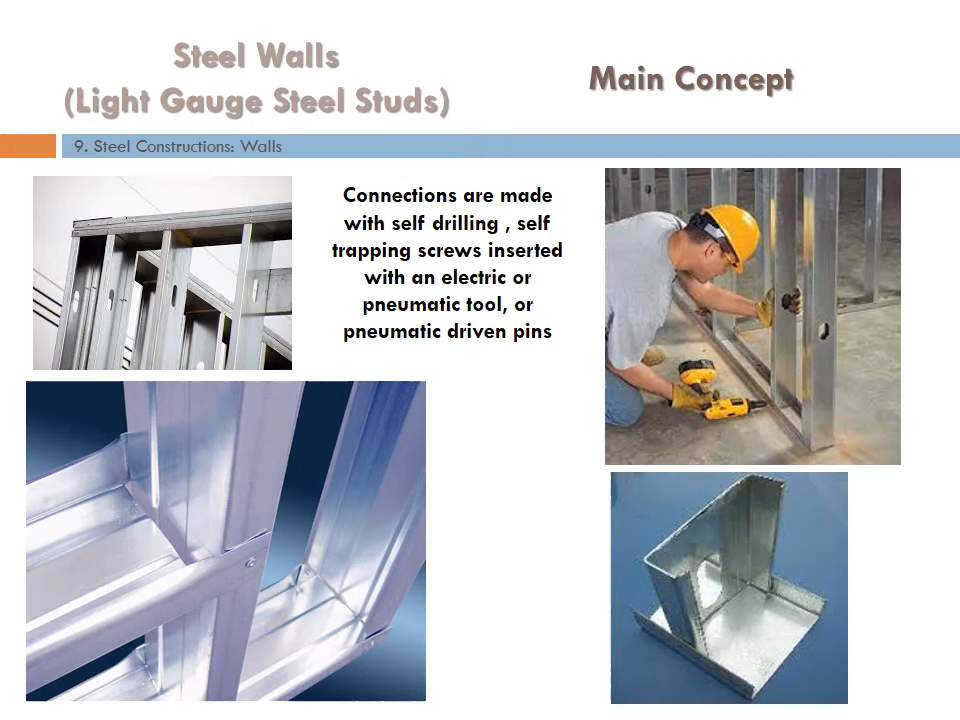 Steel Walls
(Light Gauge Steel Studs)
Main Concept
9. Steel Constructions: Walls
Connections are made
with self drilling , self
trapping screws inserted
with an electric or
pneumatic tool, or
pneumatic driven pins